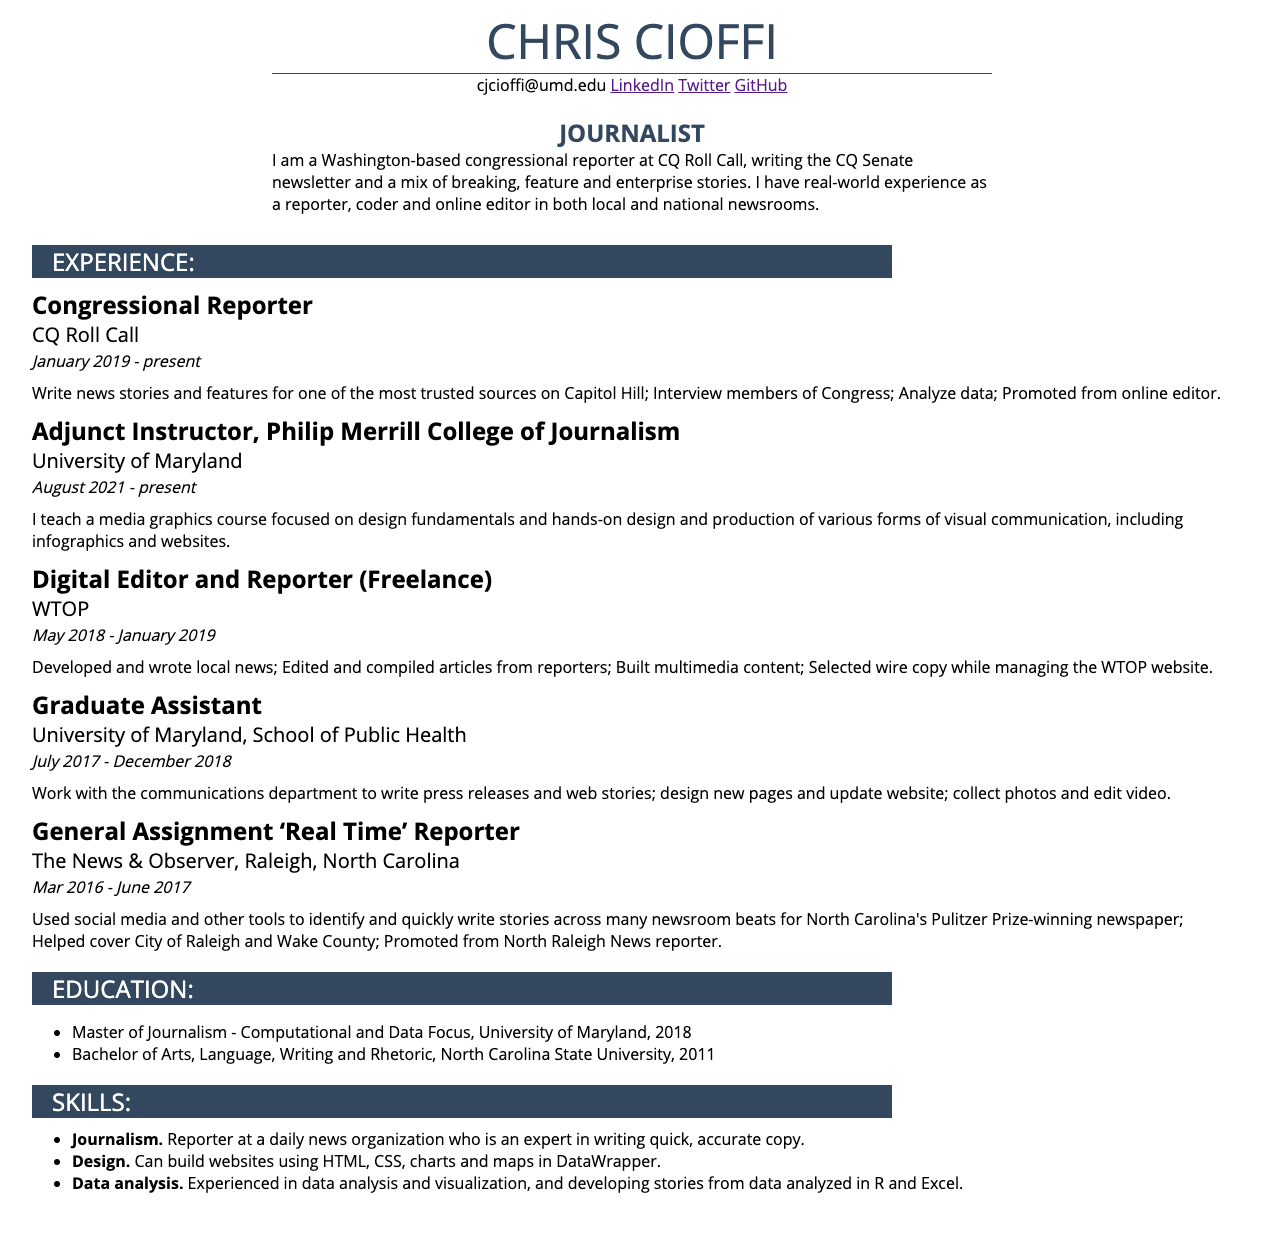 CHRIS CIOFFI
cjcioffi@umd.edu LinkedIn Twitter GitHub
JOURNALIST
I am a Washington-based congressional reporter at CQ Roll Call, writing the CQ Senate
newsletter and a mix of breaking, feature and enterprise stories. I have real-world experience as
a reporter, coder and online editor in both local and national newsrooms.
EXPERIENCE:
Congressional Reporter
CQ Roll Call
January 2019 - present
Write news stories and features for one of the most trusted sources on Capitol Hill; Interview members of Congress; Analyze data; Promoted from online editor.
Adjunct Instructor, Philip Merrill College of Journalism
University of Maryland
August 2021 - present
I teach a media graphics course focused on design fundamentals and hands-on design and production of various forms of visual communication, including
infographics and websites.
Digital Editor and Reporter (Freelance)
WTOP
May 2018 - January 2019
Developed and wrote local news; Edited and compiled articles from reporters; Built multimedia content; Selected wire copy while managing the WTOP website.
Graduate Assistant
University of Maryland, School of Public Health
July 2017 - December 2018
Work with the communications department to write press releases and web stories; design new pages and update website; collect photos and edit video.
General Assignment ‘Real Time’ Reporter
The News & Observer, Raleigh, North Carolina
Mar 2016 - June 2017
Used social media and other tools to identify and quickly write stories across many newsroom beats for North Carolina's Pulitzer Prize-winning newspaper;
Helped cover City of Raleigh and Wake County; Promoted from North Raleigh News reporter.
EDUCATION:
• Master of Journalism - Computational and Data Focus, University of Maryland, 2018
• Bachelor of Arts, Language, Writing and Rhetoric, North Carolina State University, 2011
SKILLS:
• Journalism. Reporter at a daily news organization who is an expert in writing quick, accurate copy.
• Design. Can build websites using HTML, CSS, charts and maps in DataWrapper.
• Data analysis. Experienced in data analysis and visualization, and developing stories from data analyzed in R and Excel.